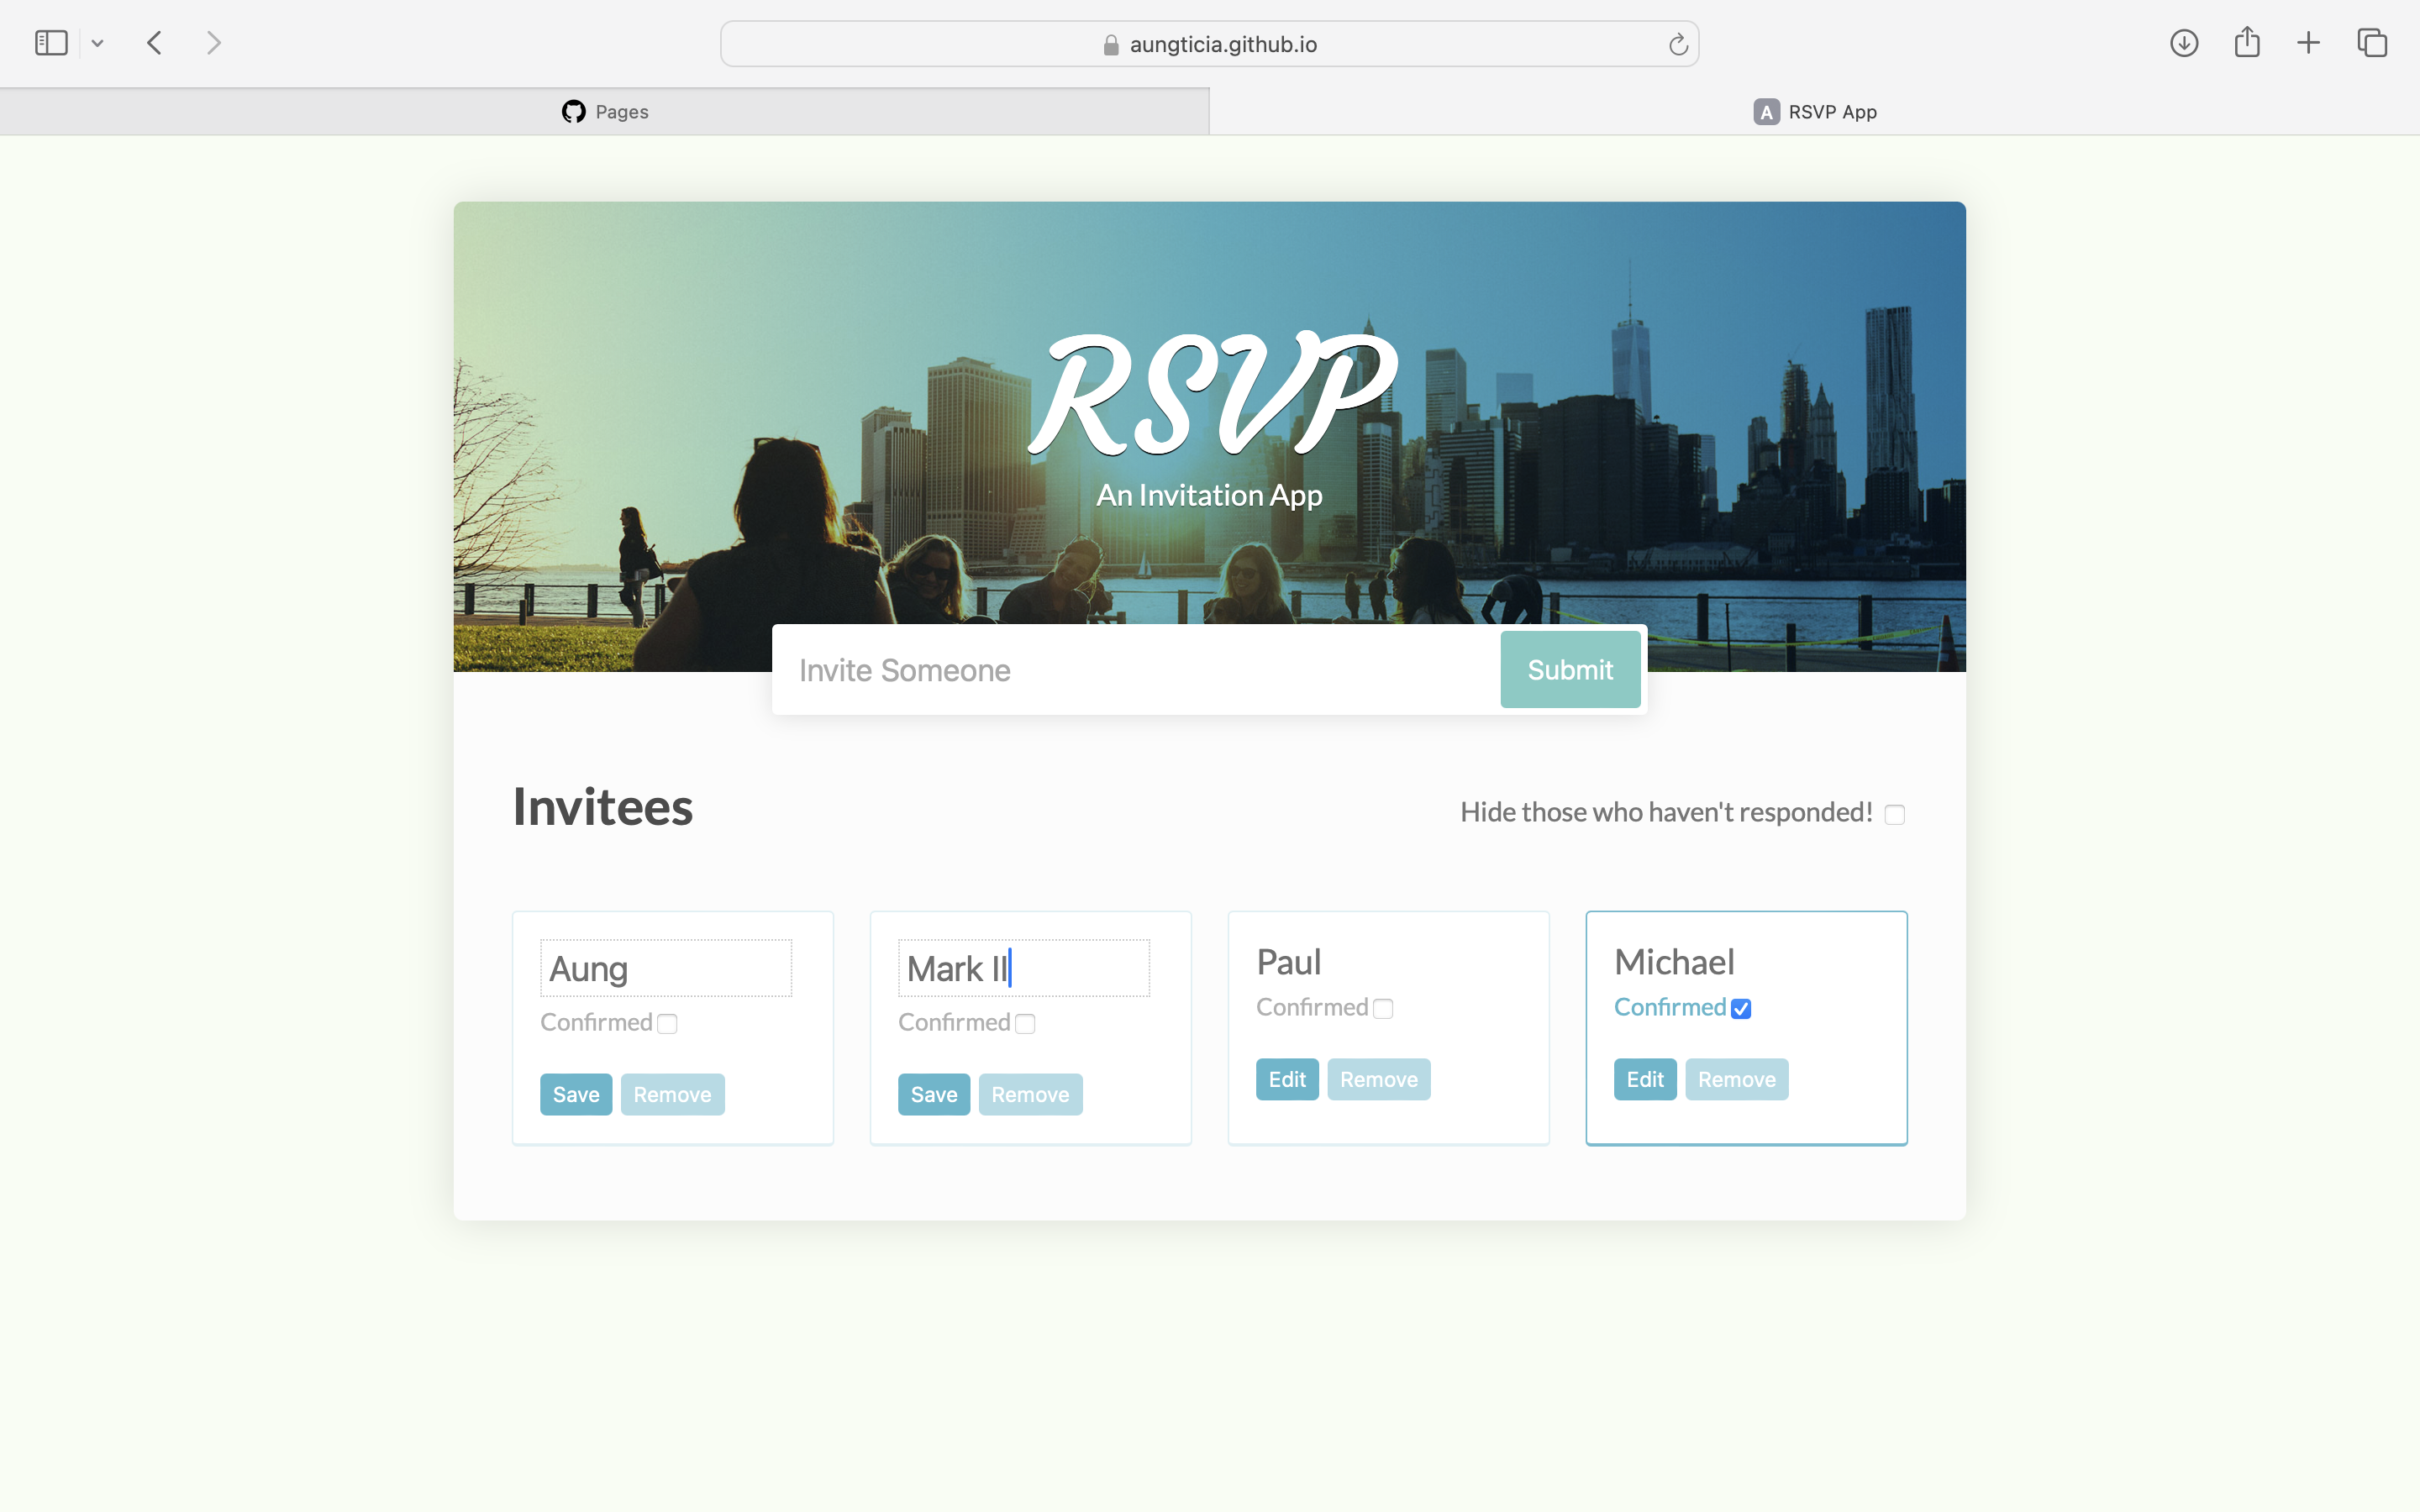 aungticia.github.io
Pages
A RSVP App
RSVP
An Invitation App
Invite Someone
Submit
Invitees
Hide those who haven't responded!
Aung
Confirmed
Save Remove
Mark II
Confirmed
Save Remove
Paul
Confirmed
Edit Remove
Michael
Confirmed
Edit Remove